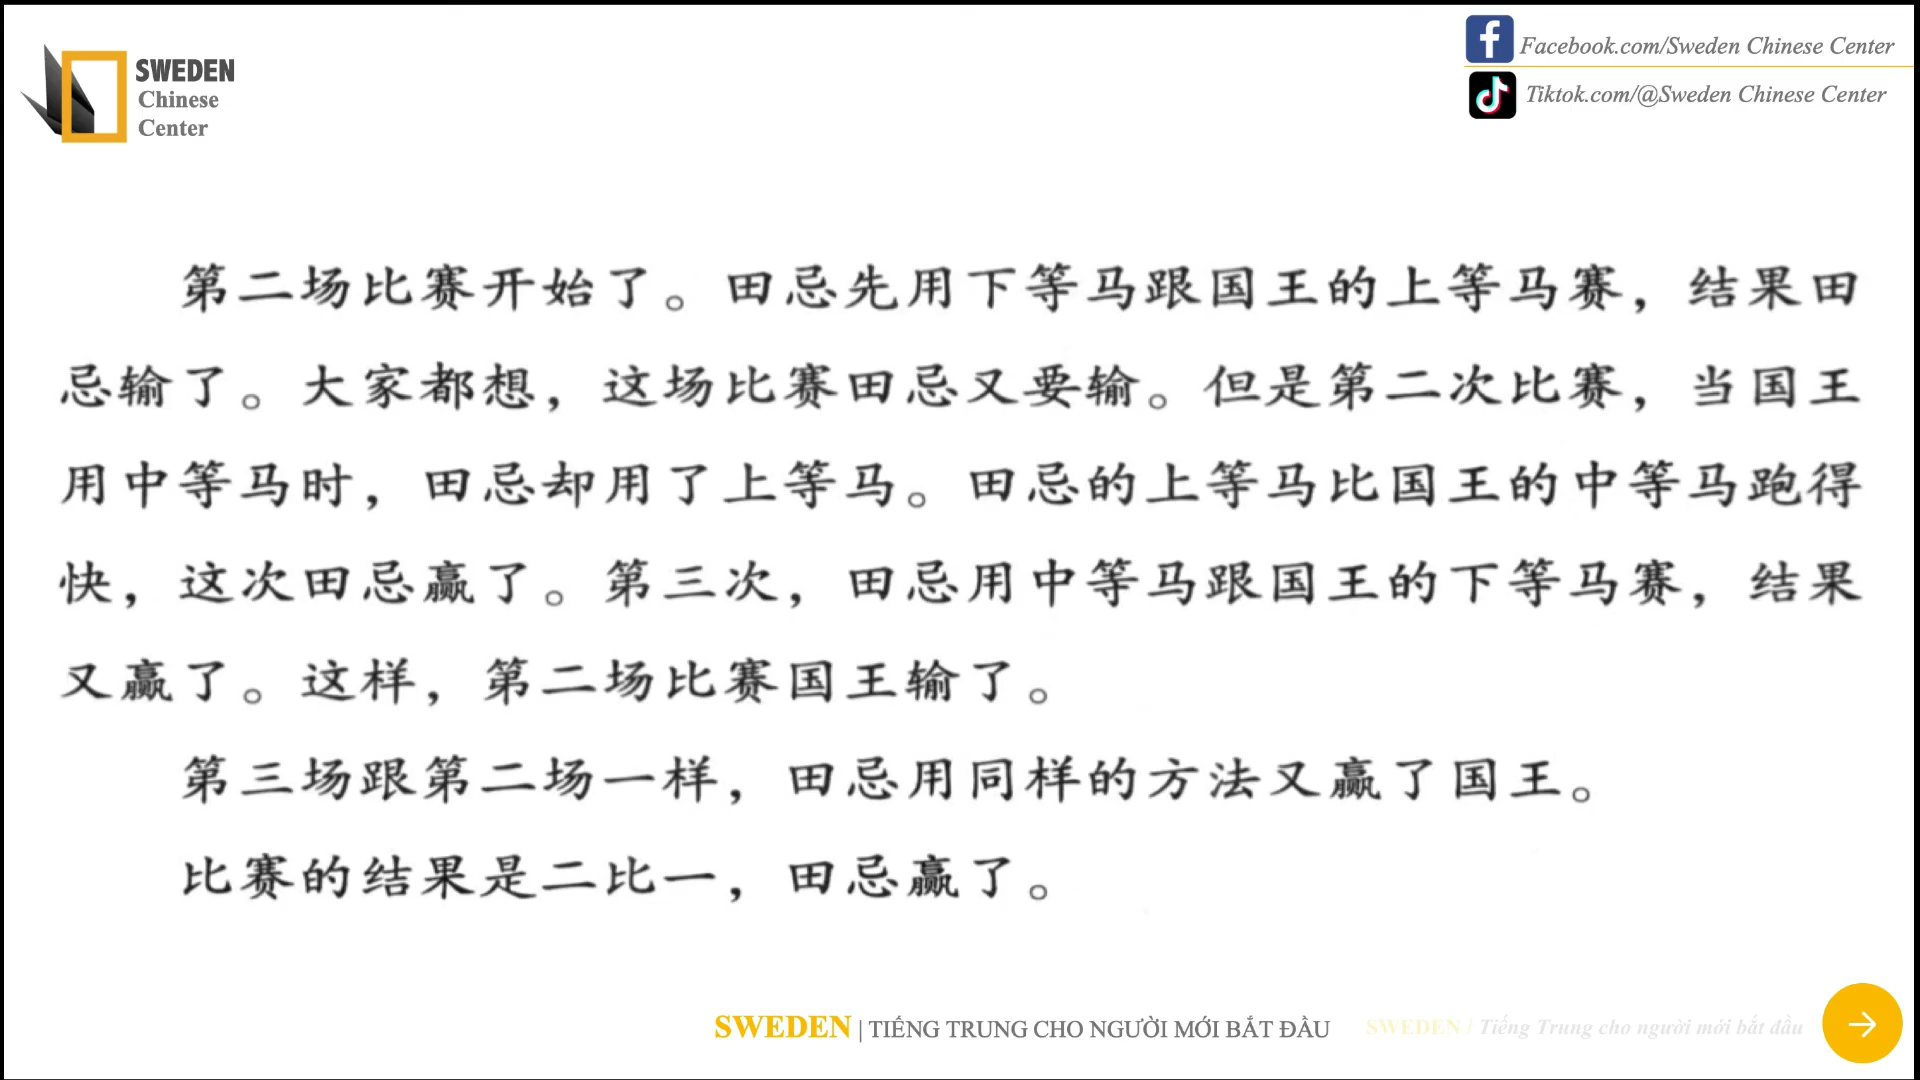 SWEDEN
Chinese
Center
Facebook.com/Sweden Chinese Center
Tiktok.com/@Sweden Chinese Center
第二场比赛开始了。田忌先用下等马跟国王的上等马赛，结果田
忌输了。大家都想，这场比赛田忌又要输。但是第二次比赛，当国王
用中等马时，田忌却用了上等马。田忌的上等马比国王的中等马跑得
快，这次田忌赢了。第三次，田忌用中等马跟国王的下等马赛，结果
又赢了。这样，第二场比赛国王输了。
第三场跟第二场一样，田忌用同样的方法又赢了国王。
比赛的结果是二比一，田忌赢了。
SWEDEN | TIẾNG TRUNG CHO NGƯỜI MỚI BẮT ĐẦU
SWEDEN / Tiếng Trung cho người mới bắt đầu